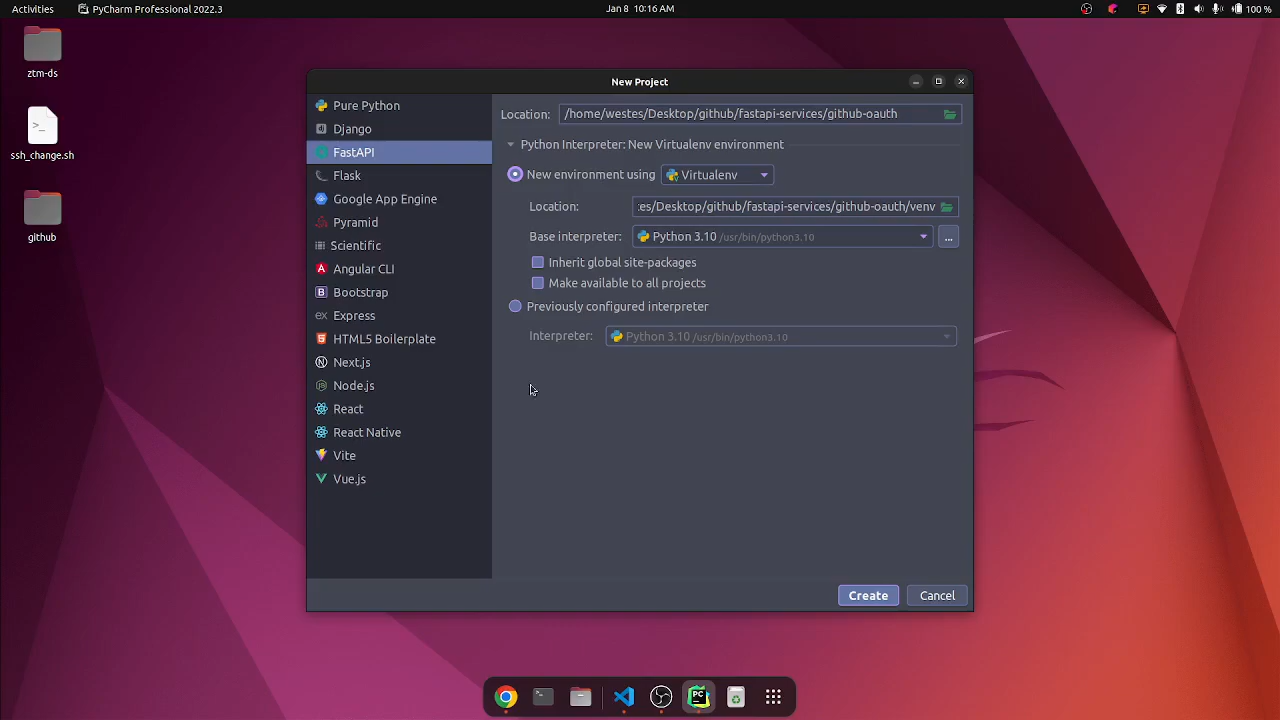 Activities
PyCharm Professional 2022.3
Jan 8 10:16 AM
100 %
ztm-ds
ssh_change.sh
github
New Project
Pure Python
Django
FastAPI
Flask
Google App Engine
Pyramid
Scientific
Angular CLI
Bootstrap
Express
HTML5 Boilerplate
Next.js
Node.js
React
React Native
Vite
Vue.js
Location: /home/westes/Desktop/github/fastapi-services/github-oauth
Python Interpreter: New Virtualenv environment
New environment using Virtualenv
Location: es/Desktop/github/fastapi-services/github-oauth/venv
Base interpreter: Python 3.10 /usr/bin/python3.10 ...
Inherit global site-packages
Make available to all projects
Previously configured interpreter
Interpreter: Python 3.10 /usr/bin/python3.10
Create
Cancel